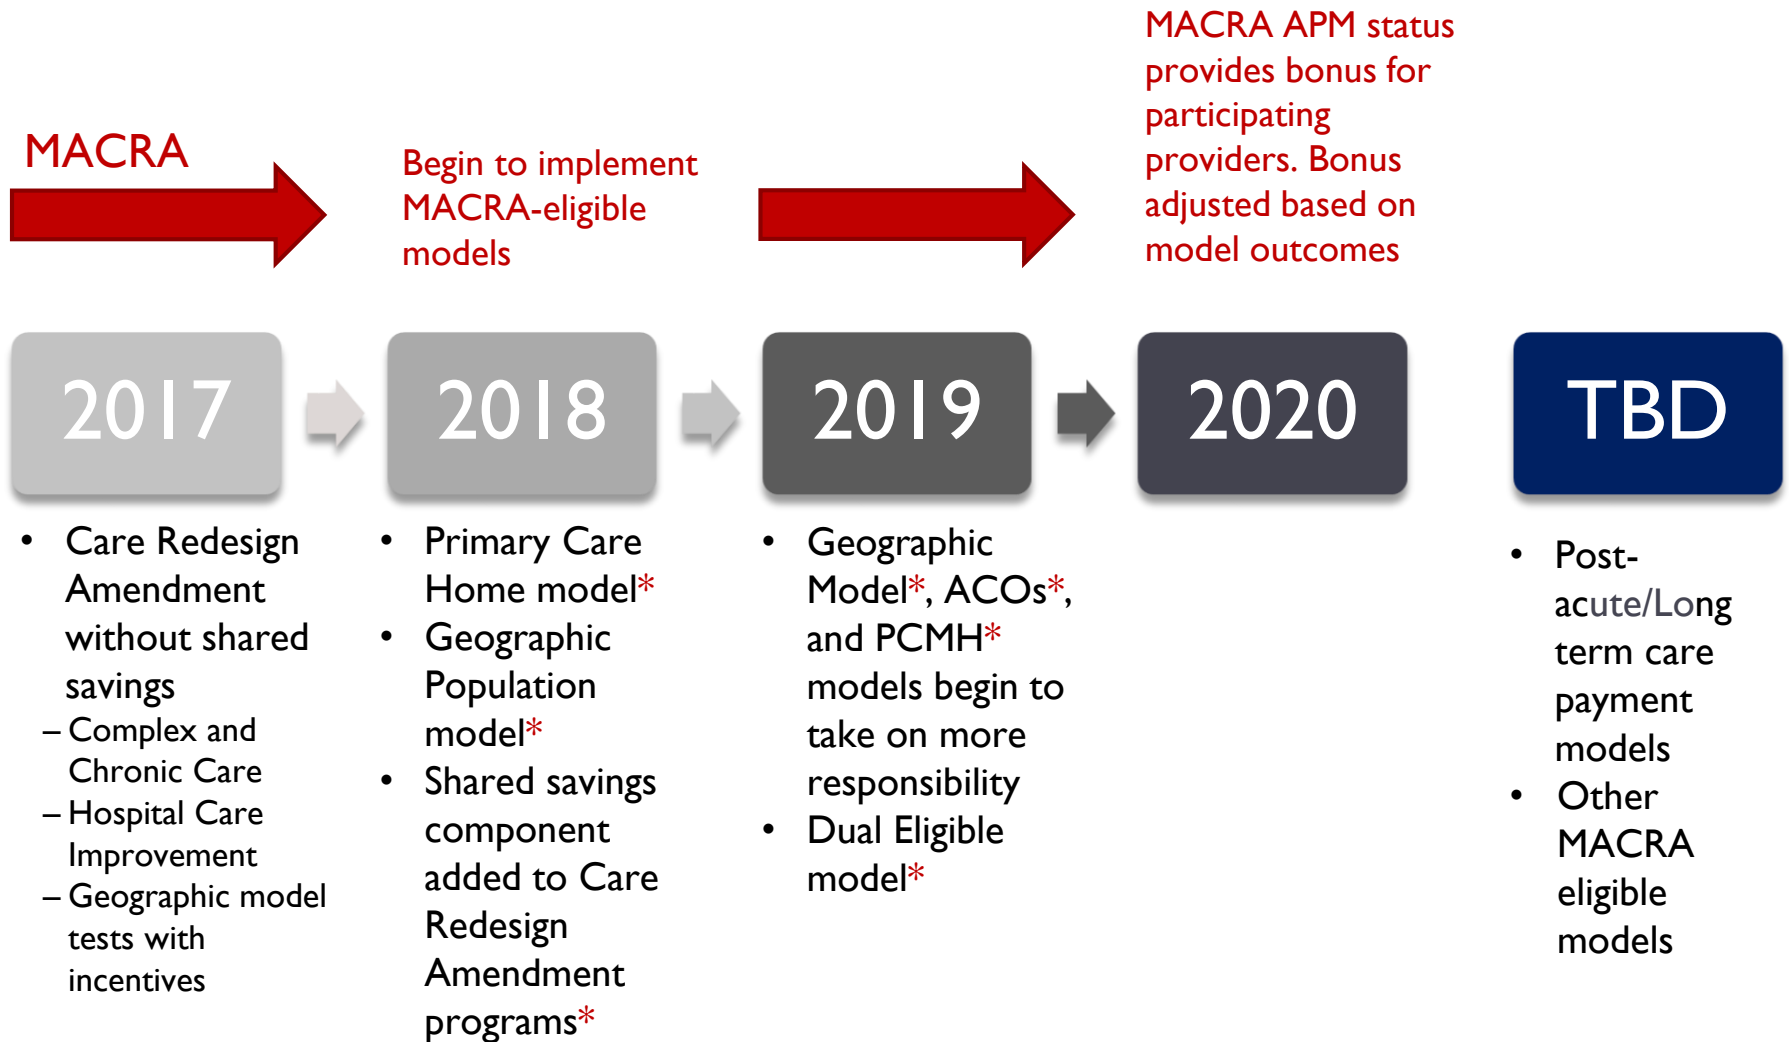 MACRA
Begin to implement
MACRA-eligible
models
MACRA APM status
provides bonus for
participating
providers. Bonus
adjusted based on
model outcomes
2017
2018
2019
2020
TBD
• Care Redesign
Amendment
without shared
savings
– Complex and
Chronic Care
– Hospital Care
Improvement
– Geographic model
tests with
incentives
• Primary Care
Home model*
• Geographic
Population
model*
• Shared savings
component
added to Care
Redesign
Amendment
programs*
• Geographic
Model*, ACOs*,
and PCMH*
models begin to
take on more
responsibility
• Dual Eligible
model*
• Post-
acute/Long
term care
payment
models
• Other
MACRA
eligible
models